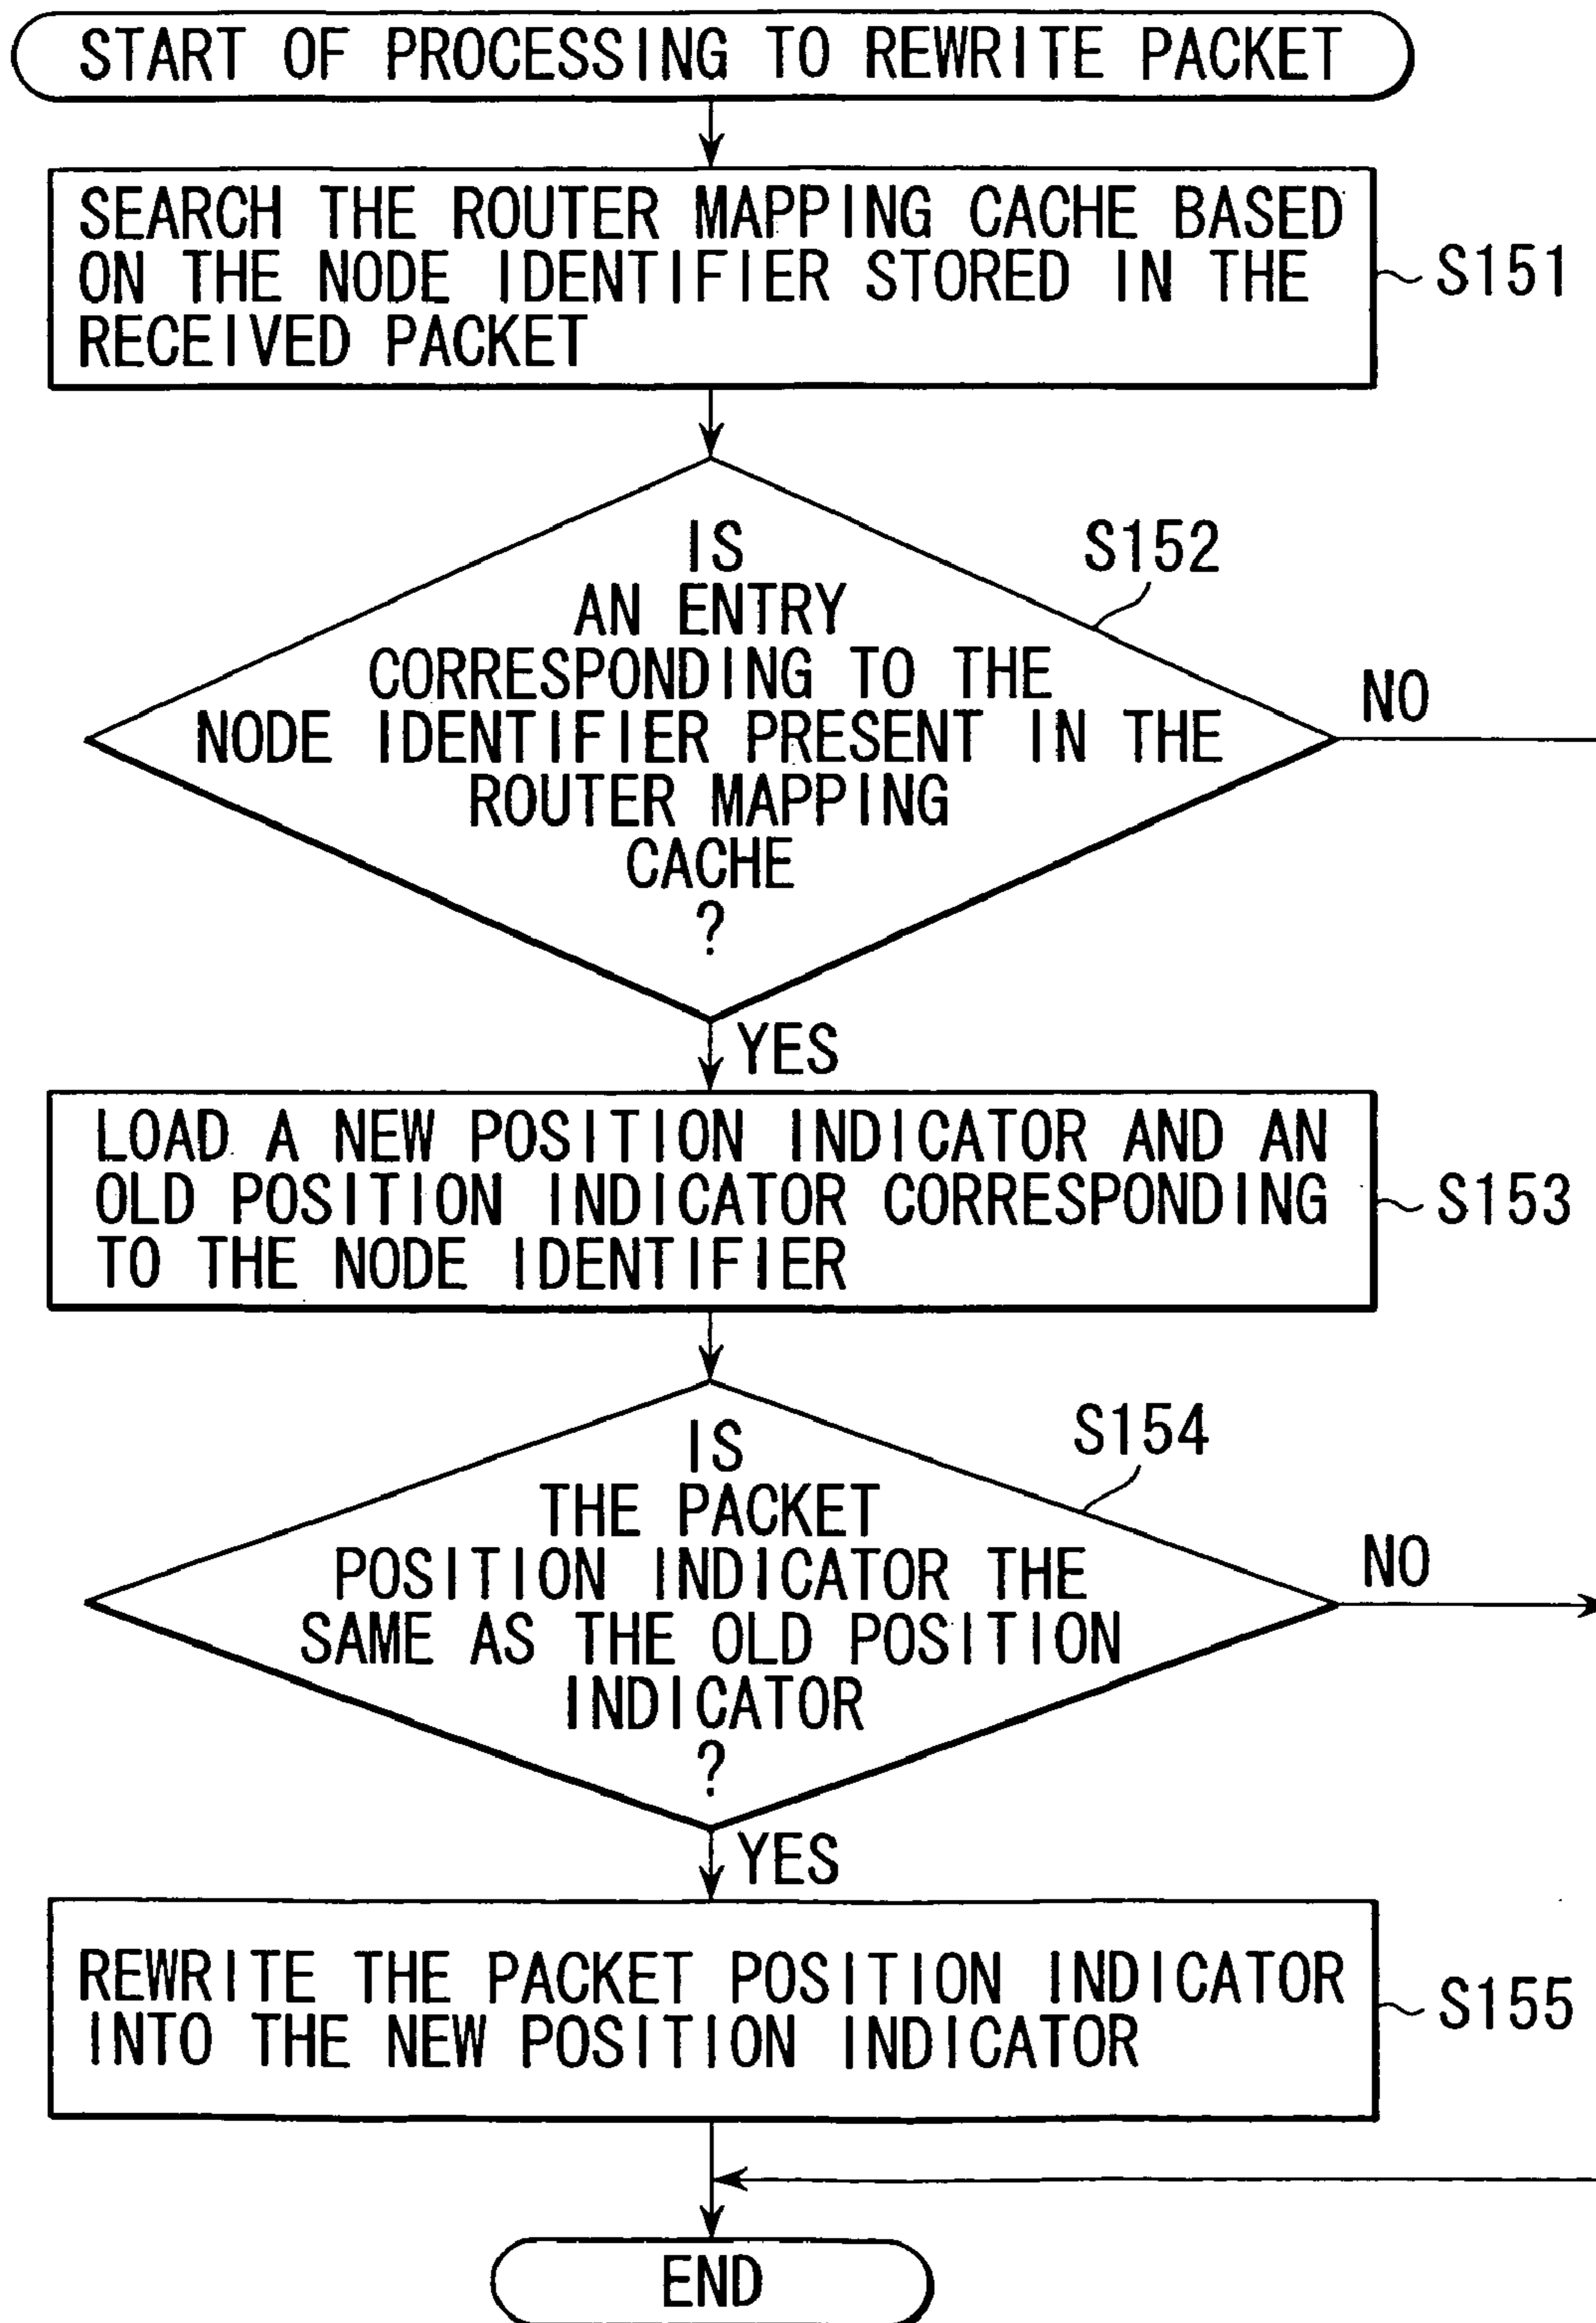 START OF PROCESSING TO REWRITE PACKET
SEARCH THE ROUTER MAPPING CACHE BASED
ON THE NODE IDENTIFIER STORED IN THE
RECEIVED PACKET
S151
IS
AN ENTRY
CORRESPONDING TO THE
NODE IDENTIFIER PRESENT IN THE
ROUTER MAPPING
CACHE
?
S152
NO
YES
LOAD A NEW POSITION INDICATOR AND AN
OLD POSITION INDICATOR CORRESPONDING
TO THE NODE IDENTIFIER
S153
IS
THE PACKET
POSITION INDICATOR THE
SAME AS THE OLD POSITION
INDICATOR
?
S154
NO
YES
REWRITE THE PACKET POSITION INDICATOR
INTO THE NEW POSITION INDICATOR
S155
END